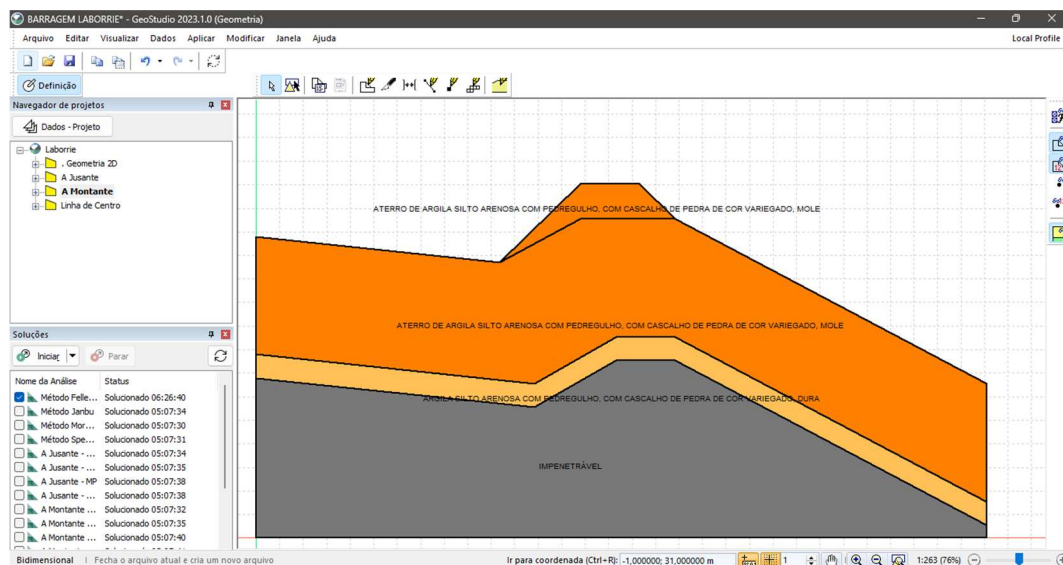 BARRAGEM LABORRIE* - GeoStudio 2023.1.0 (Geometria)
Arquivo Editar Visualizar Dados Aplicar Modificar Janela Ajuda
Local Profile
Definição
Navegador de projetos
Dados - Projeto
Laborrie
. Geometria 2D
A Jusante
A Montante
Linha de Centro
Soluções
Iniciar Parar
Nome da Análise Status
Método Felle... Solucionado 06:26:40
Método Janbu Solucionado 05:07:34
Método Mor... Solucionado 05:07:30
Método Spe... Solucionado 05:07:31
A Jusante - ... Solucionado 05:07:34
A Jusante - ... Solucionado 05:07:35
A Jusante - MP Solucionado 05:07:38
A Jusante - ... Solucionado 05:07:38
A Montante ... Solucionado 05:07:32
A Montante ... Solucionado 05:07:35
A Montante ... Solucionado 05:07:40
ATERRO DE ARGILA SILTO ARENOSA COM PEDREGULHO, COM CASCALHO DE PEDRA DE COR VARIEGADO, MOLE
ATERRO DE ARGILA SILTO ARENOSA COM PEDREGULHO, COM CASCALHO DE PEDRA DE COR VARIEGADO, MOLE
ARGILA SILTO ARENOSA COM PEDREGULHO, COM CASCALHO DE PEDRA DE COR VARIEGADO, DURA
IMPENETRÁVEL
Bidimensional Fecha o arquivo atual e cria um novo arquivo
Ir para coordenada (Ctrl+R): -1,000000; 31,000000 m
1
1:263 (76%)